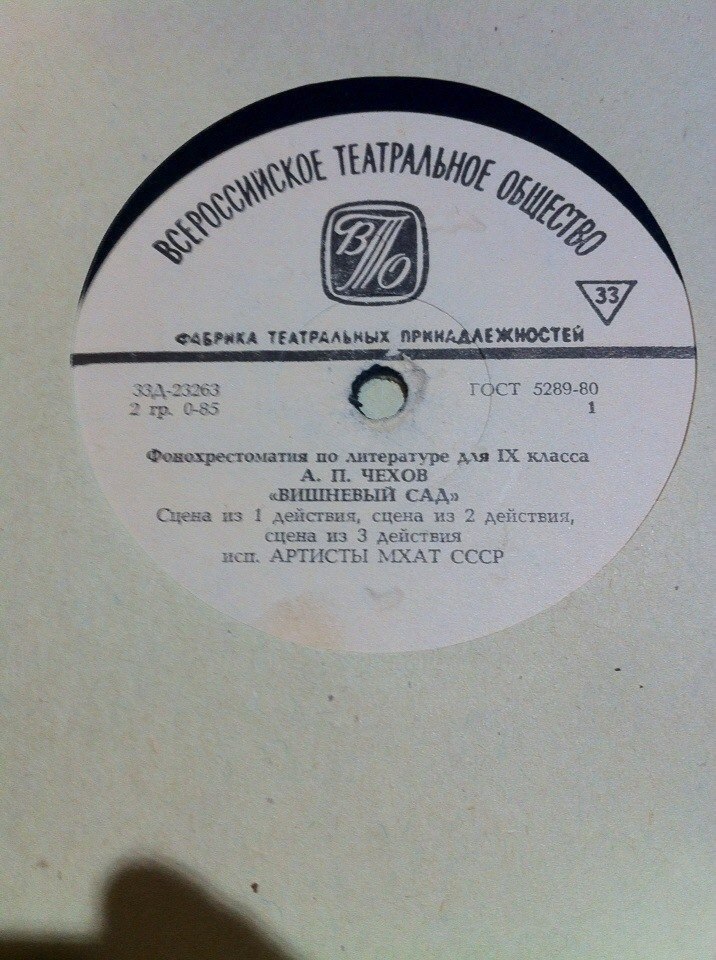 ВСЕРОССИЙСКОЕ ТЕАТРАЛЬНОЕ ОБЩЕСТВО
ВТО
33
ФАБРИКА ТЕАТРАЛЬНЫХ ПРИНАДЛЕЖНОСТЕЙ
33Д-23263 ГОСТ 5289-80
2 гр. 0-85 1
Фонохрестоматия по литературе для IX класса
А. П. ЧЕХОВ
«ВИШНЕВЫЙ САД»
Сцена из 1 действия, сцена из 2 действия,
сцена из 3 действия
исп. АРТИСТЫ МХАТ СССР